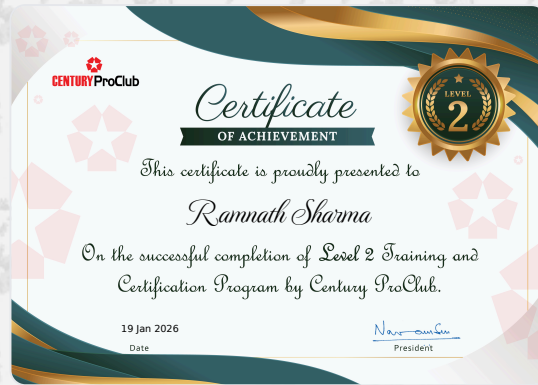 CENTURY ProClub
Certificate
OF ACHIEVEMENT
LEVEL
2
This certificate is proudly presented to
Ramnath Sharma
On the successful completion of Level 2 Training and
Certification Program by Century ProClub.
19 Jan 2026
Date
President